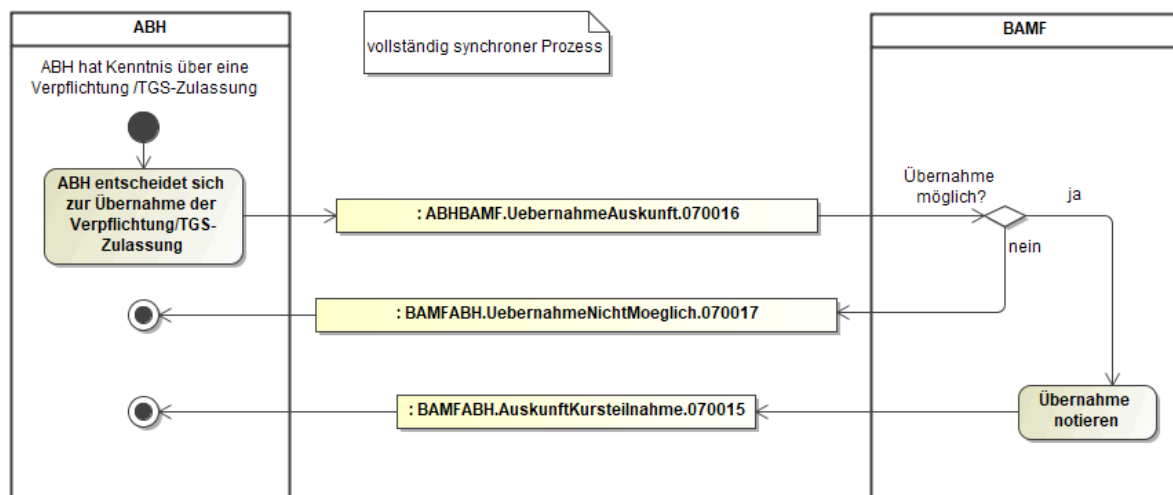 ABH
BAMF
vollständig synchroner Prozess
ABH hat Kenntnis über eine
Verpflichtung /TGS-Zulassung
ABH entscheidet sich
zur Übernahme der
Verpflichtung/TGS-
Zulassung
: ABHBAMF.UebernahmeAuskunft.070016
Übernahme
möglich?
ja
nein
: BAMFABH.UebernahmeNichtMoeglich.070017
: BAMFABH.AuskunftKursteilnahme.070015
Übernahme
notieren